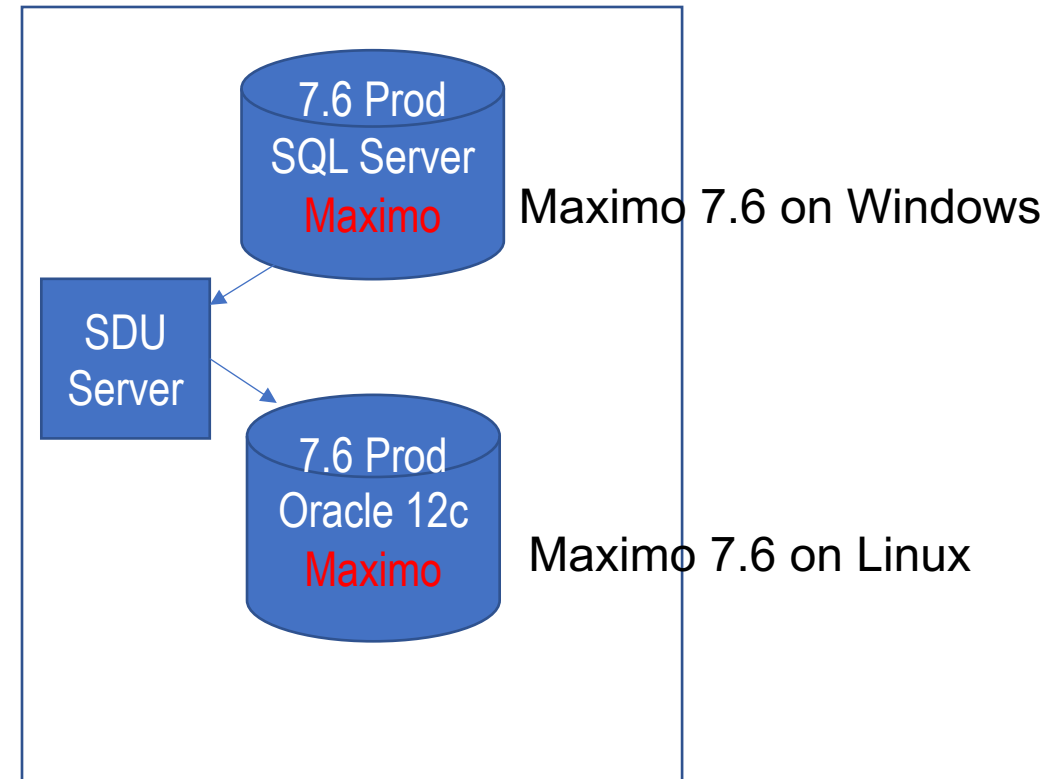 7.6 Prod
SQL Server
Maximo
Maximo 7.6 on Windows
SDU
Server
7.6 Prod
Oracle 12c
Maximo
Maximo 7.6 on Linux